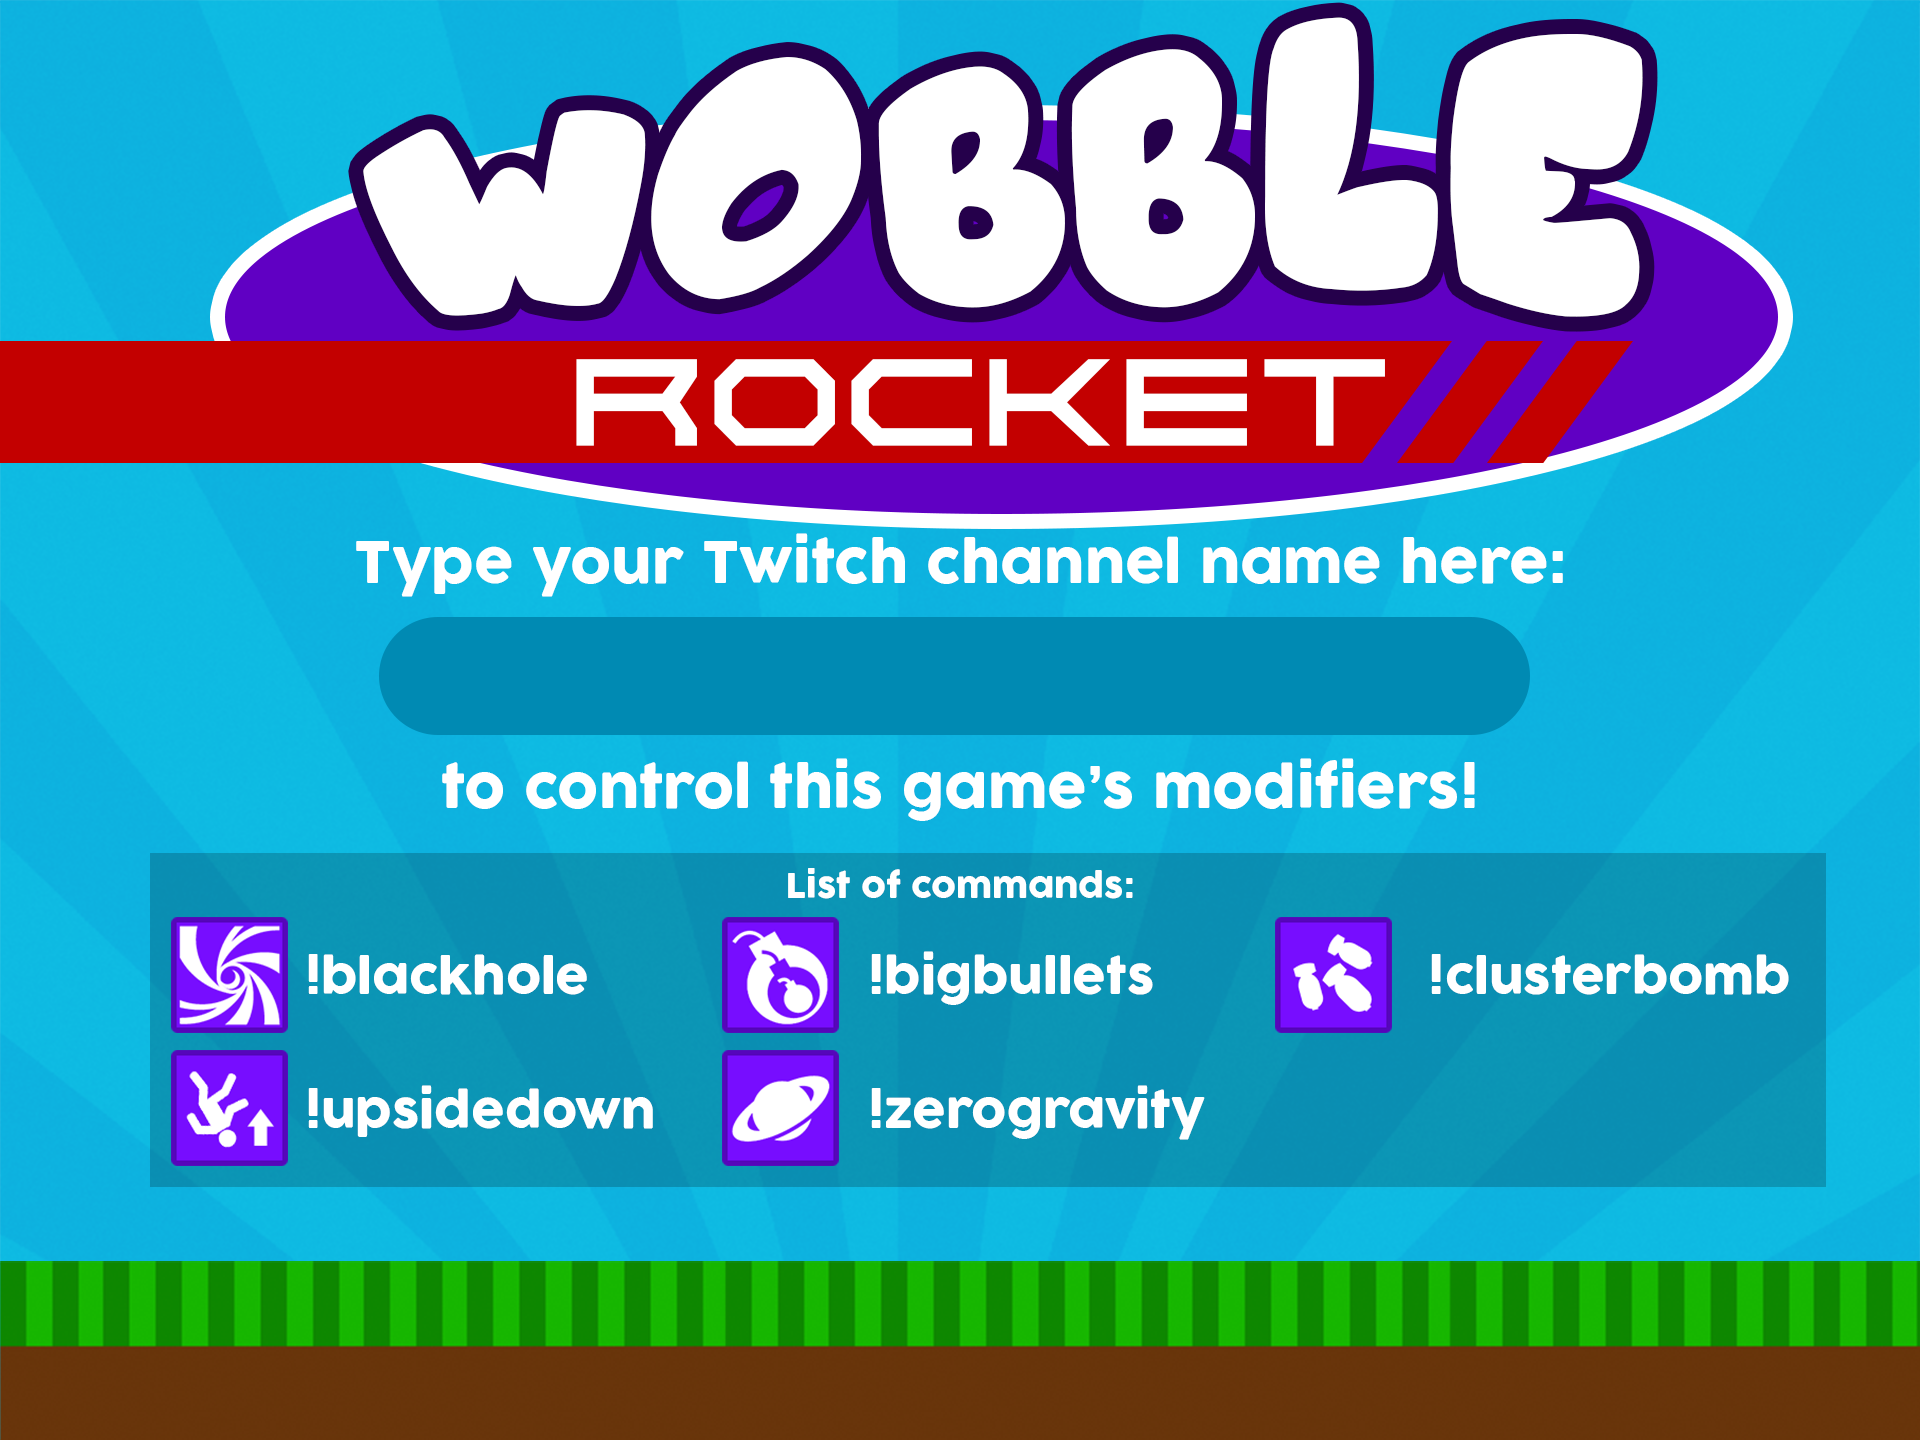 WOBBLE
ROCKET
Type your Twitch channel name here:
to control this game's modifiers!
List of commands:
!blackhole
!bigbullets
!clusterbomb
!upsidedown
!zerogravity